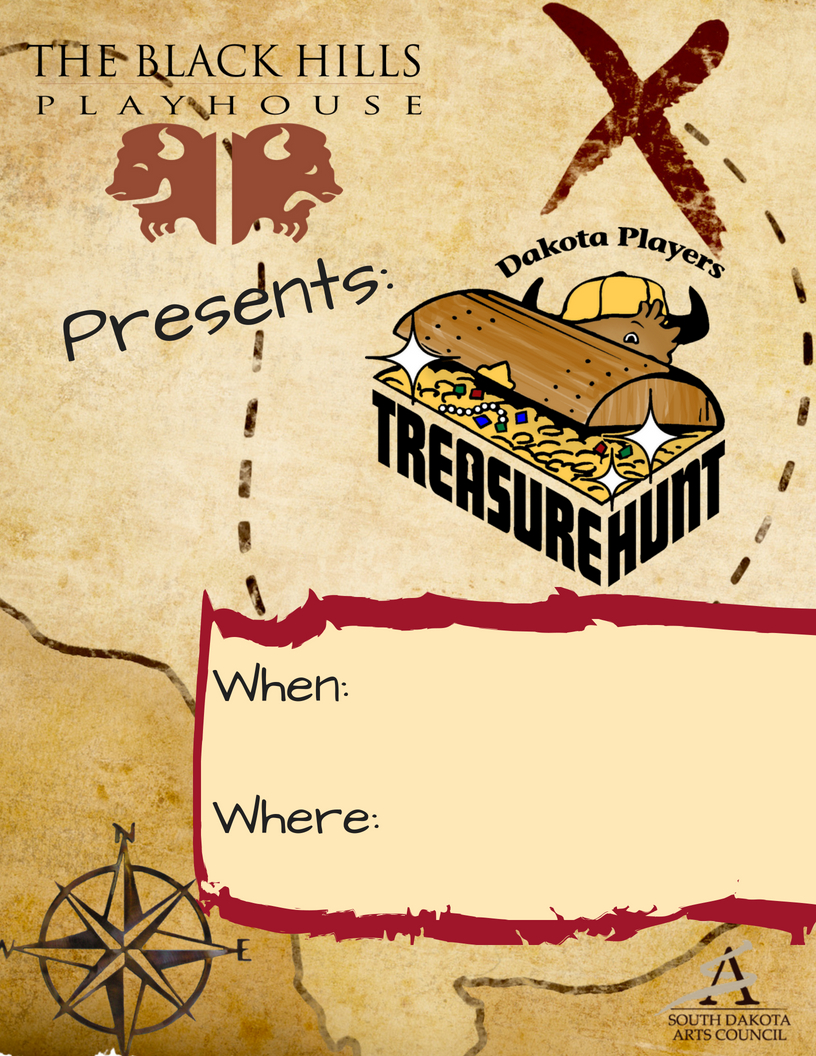 THE BLACK HILLS
PLAYHOUSE
Presents:
Dakota Players
TREASURE HUNT
When:
Where:
N
W
E
A
SOUTH DAKOTA
ARTS COUNCIL